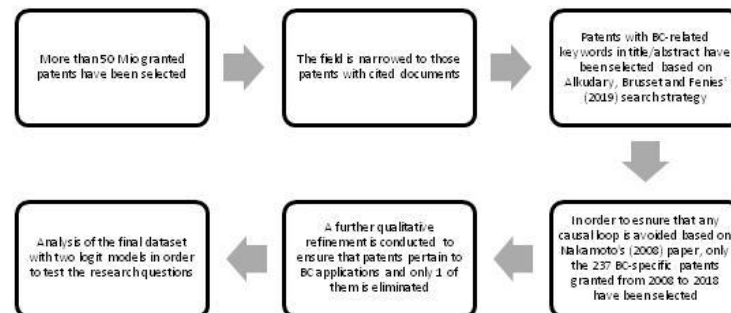 More than 50 Mio granted
patents have been selected
The field is narrowed to those
patents with cited documents
Patents with BC-related
keywords in title/abstract have
been selected based on
Alkudary, Brusset and Fenies'
(2019) search strategy
In order to esnure that any
causal loop is avoided based on
Nakamoto's (2008) paper, only
the 237 BC-specific patents
granted from 2008 to 2018
have been selected
A further qualitative
refinement is conducted to
ensure that patents pertain to
BC applications and only 1 of
them is eliminated
Analysis of the final dataset
with two logit models in order
to test the research questions